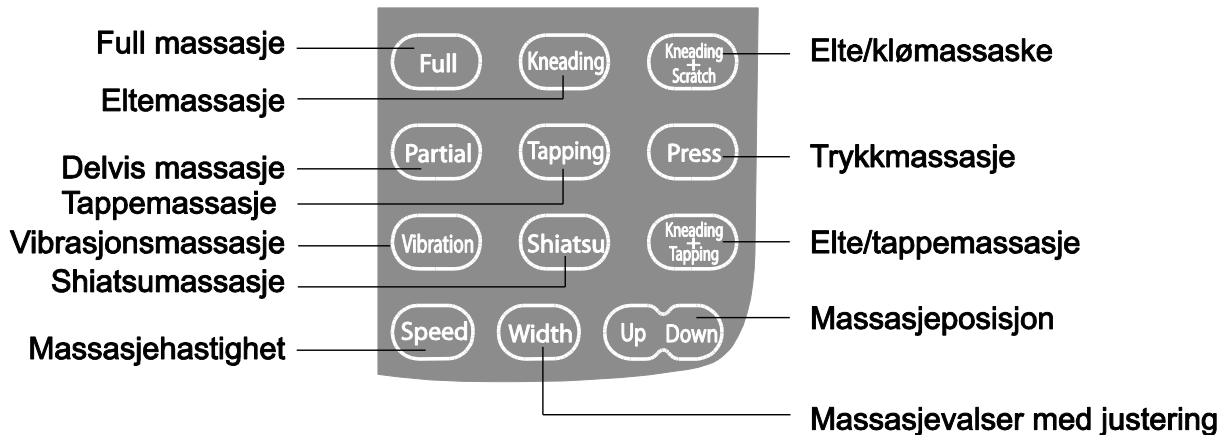 Full massasje
Eltemassasje
Delvis massasje
Tappemassasje
Vibrasjonsmassasje
Shiatsumassasje
Massasjehastighet
Full
Kneading
Kneading
+
Scratch
Partial
Tapping
Press
Vibration
Shiatsu
Kneading
+
Tapping
Speed
Width
Up Down
Elte/klømassaske
Trykkmassasje
Elte/tappemassasje
Massasjeposisjon
Massasjevalser med justering